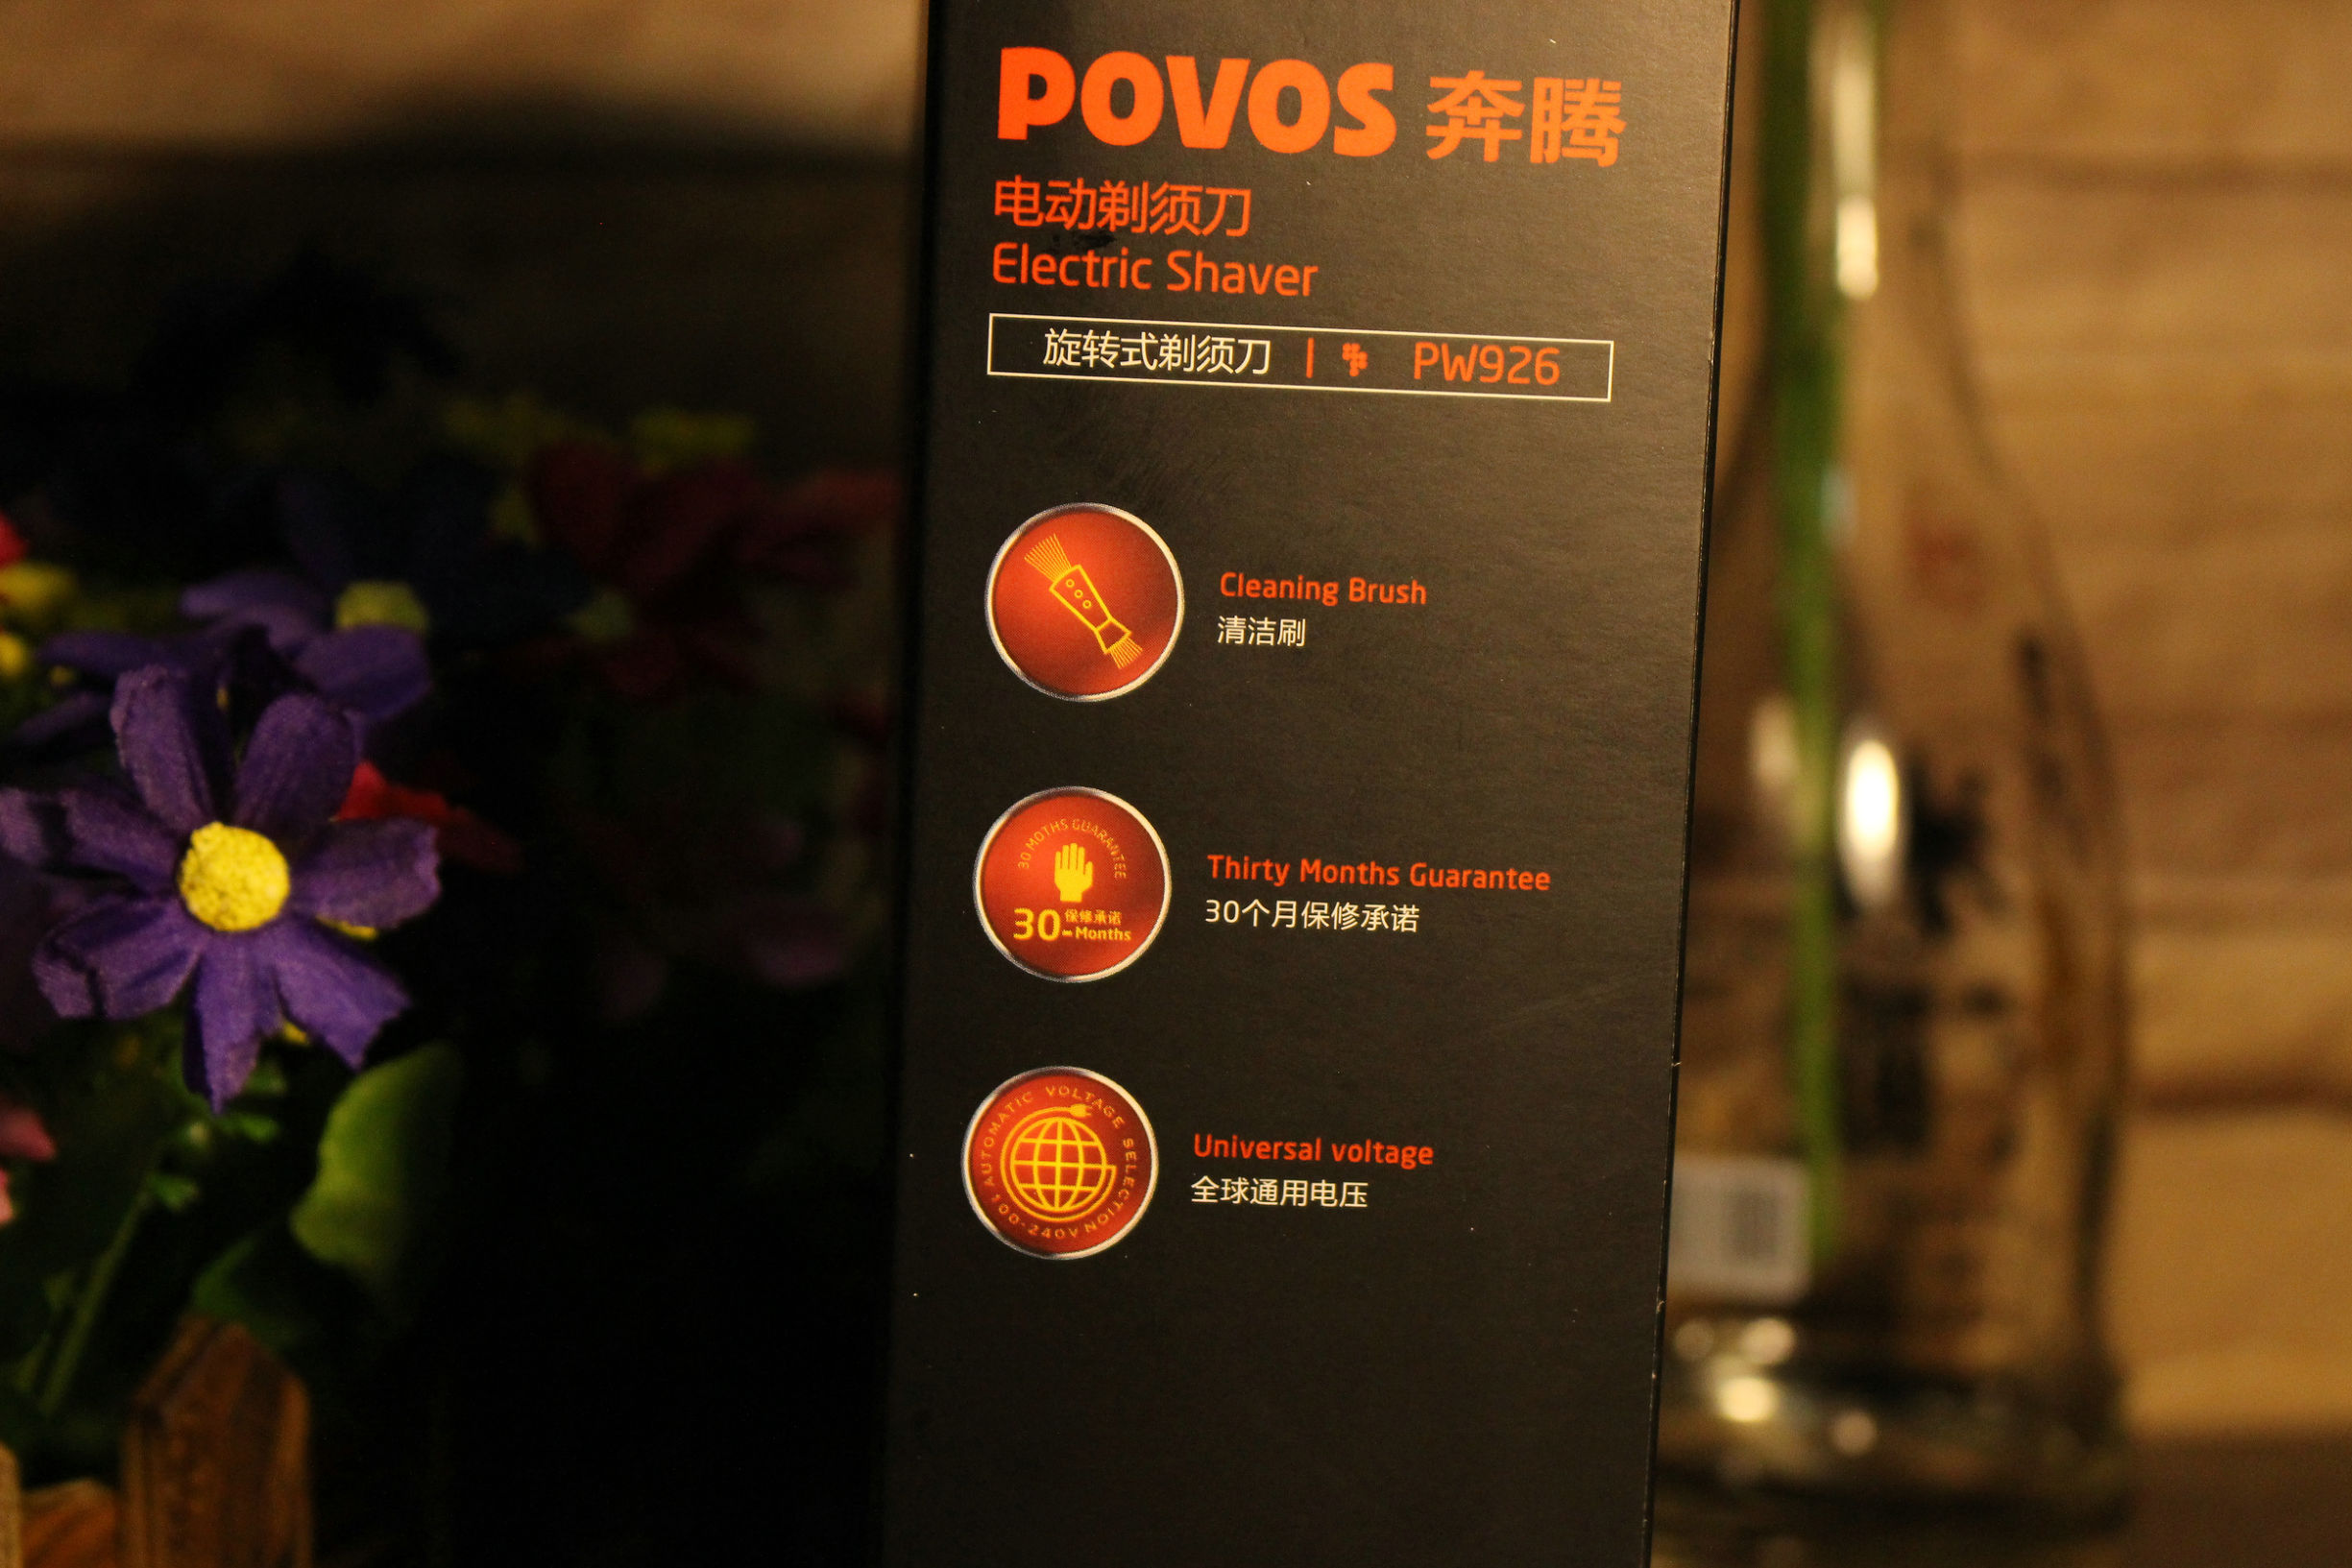 POVOS 奔腾
电动剃须刀
Electric Shaver
旋转式剃须刀 | PW926
Cleaning Brush
清洁刷
30 MOTHS GUARANTEE
30 保修承诺
-Months
Thirty Months Guarantee
30个月保修承诺
AUTOMATIC VOLTAGE SELECTION
100-240V
Universal voltage
全球通用电压